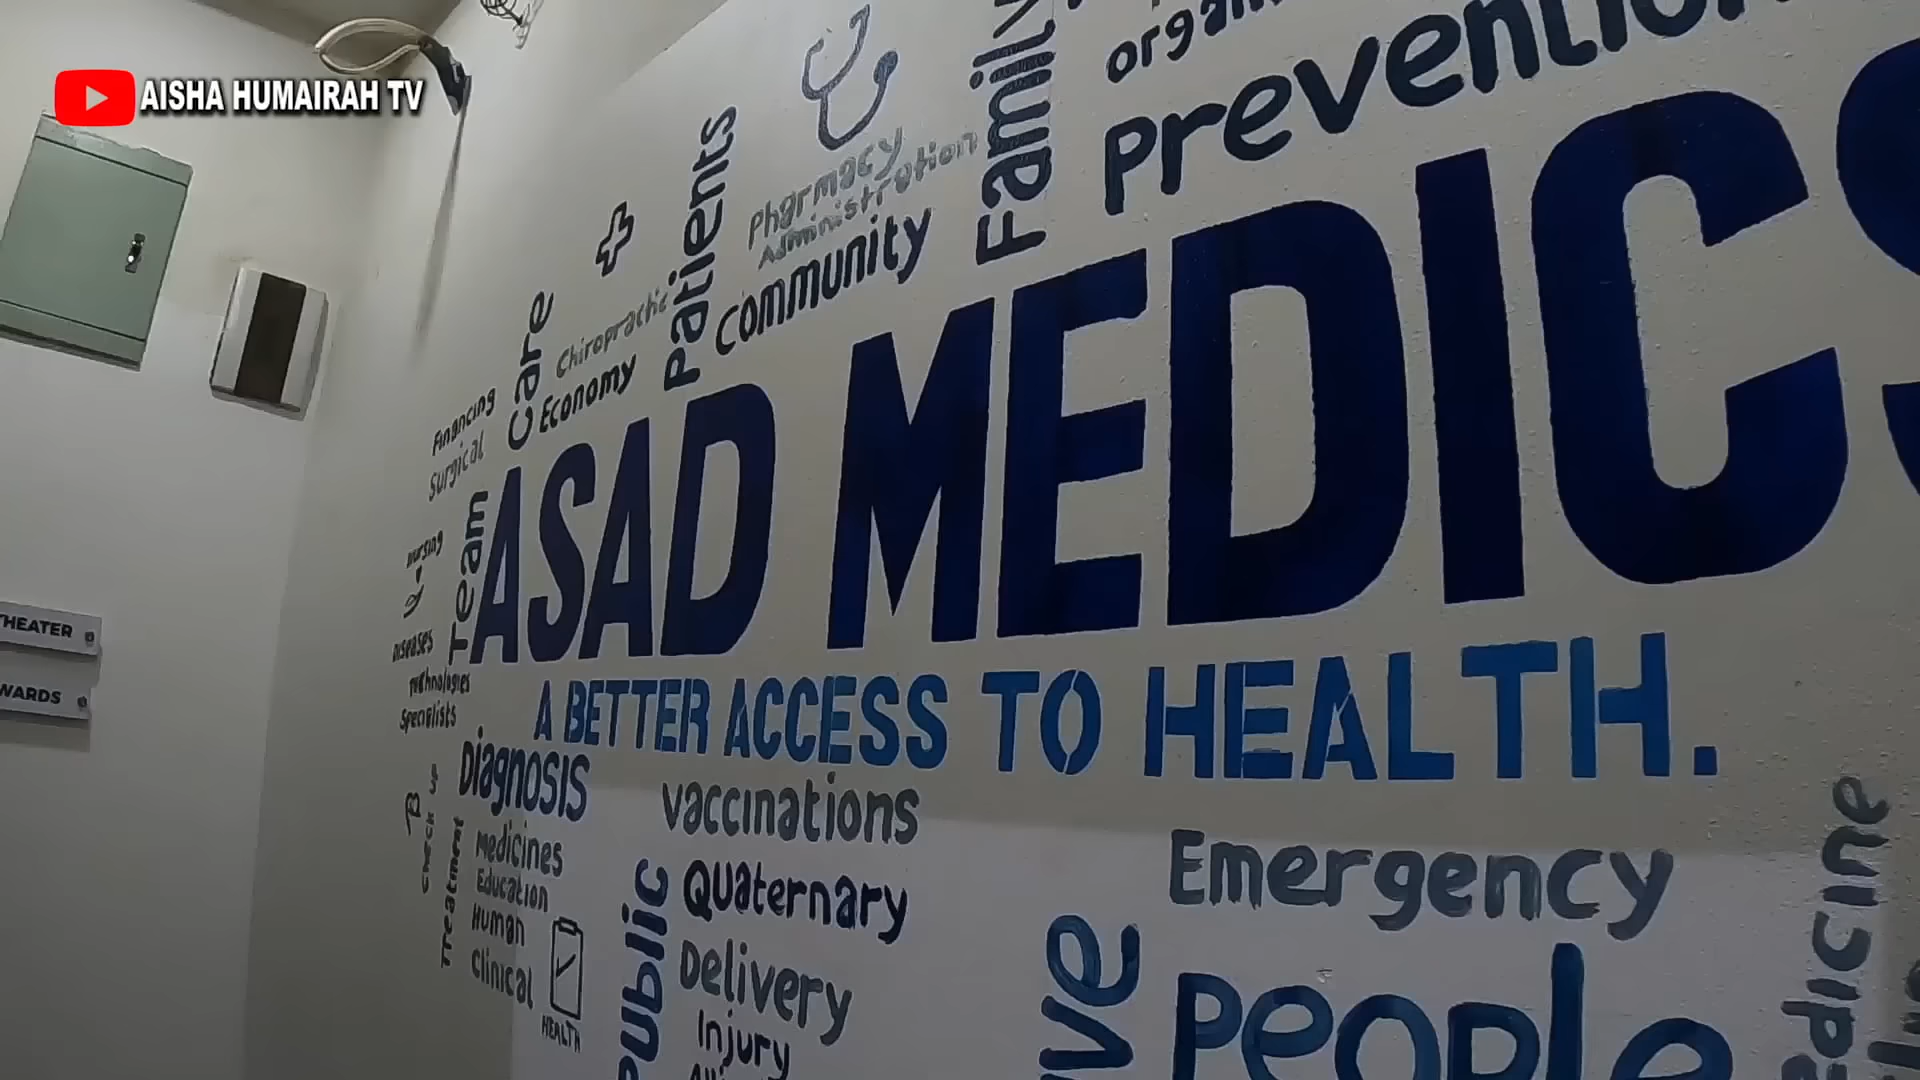 AISHA HUMAIRAH TV
THEATER
WARDS
Family
Prevention
Pharmacy
Administration
Patients
Community
Care
Chiropractic
Economy
Financing
Surgical
Team
nursing
ASAD MEDICS
Diseases
Technologies
Specialists
A BETTER ACCESS TO HEALTH.
Diagnosis
vaccinations
Check up
Treatment
Medicines
Education
Human
Clinical
HEALTH
Public
Quaternary
Delivery
Injury
Emergency
People